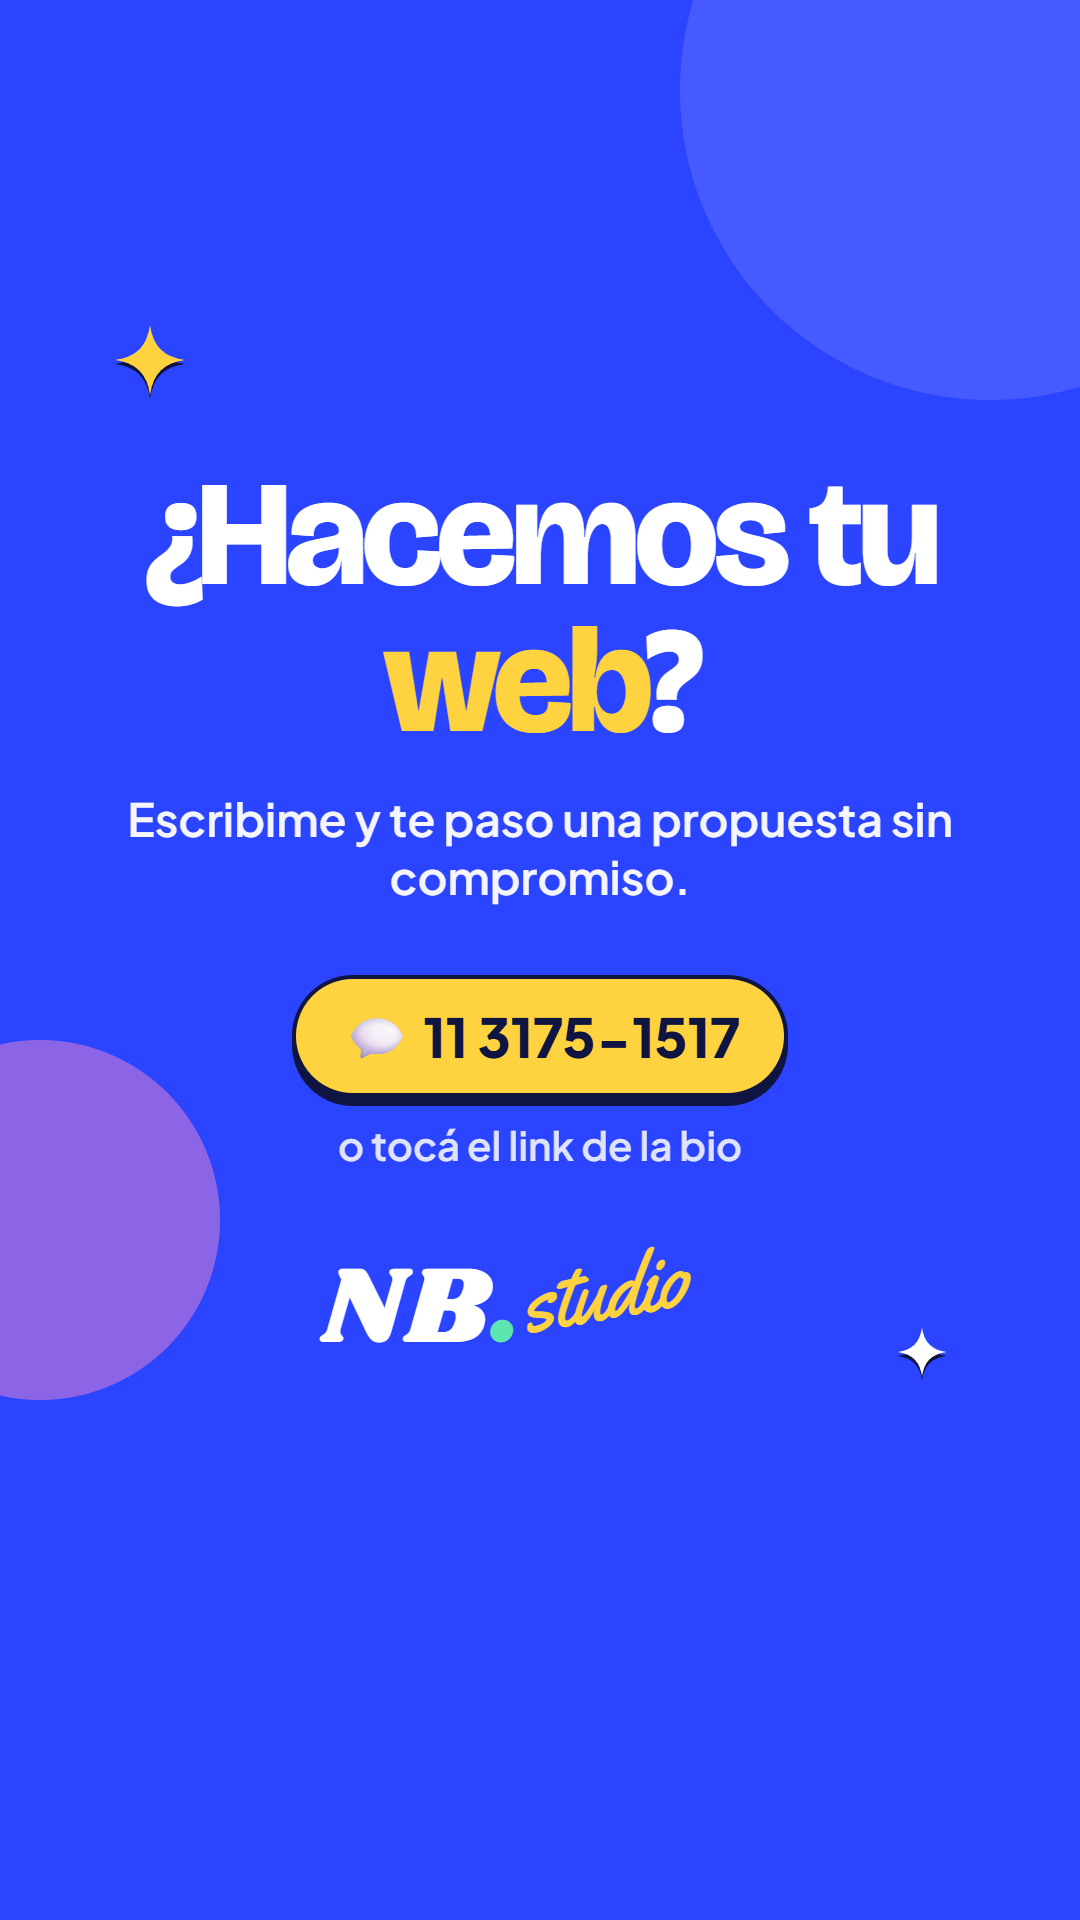 ¿Hacemos tu
web?
Escribime y te paso una propuesta sin
compromiso.
11 3175-1517
o tocá el link de la bio
NB. studio